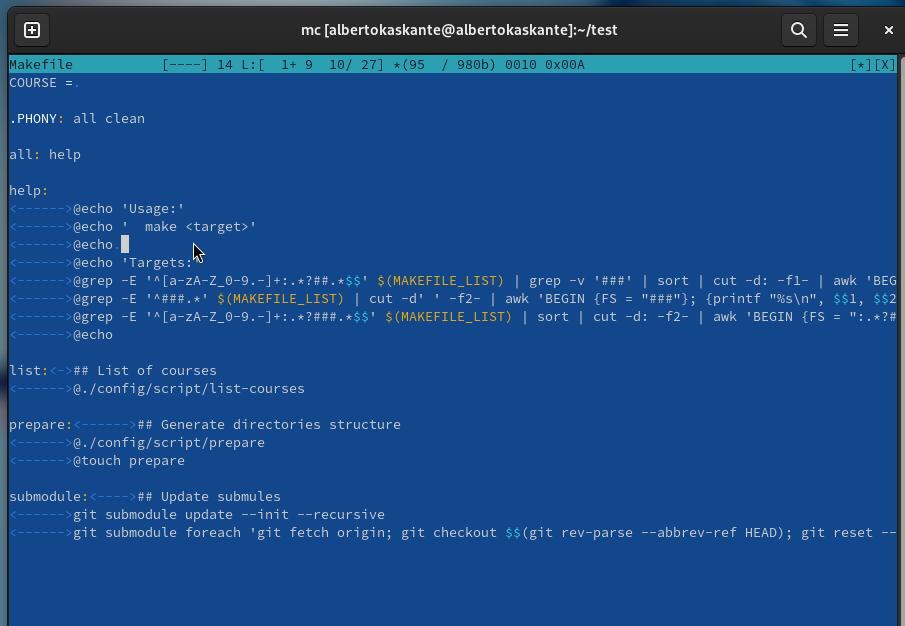 mc [albertokaskante@albertokaskante]:~/test
Makefile [----] 14 L:[ 1+ 9 10/ 27] *(95 / 980b) 0010 0x00A [*][X]
COURSE =.
.PHONY: all clean
all: help
help:
<------>@echo 'Usage:'
<------>@echo '  make <target>'
<------>@echo.
<------>@echo 'Targets:'
<------>@grep -E '^[a-zA-Z_0-9.-]+:.*?##.*$$' $(MAKEFILE_LIST) | grep -v '###' | sort | cut -d: -f1- | awk 'BEG
<------>@grep -E '^###.*' $(MAKEFILE_LIST) | cut -d' ' -f2- | awk 'BEGIN {FS = "###"}; {printf "%s\n", $$1, $$2
<------>@grep -E '^[a-zA-Z_0-9.-]+:.*?###.*$$' $(MAKEFILE_LIST) | sort | cut -d: -f2- | awk 'BEGIN {FS = ":.*?#
<------>@echo
list:<->## List of courses
<------>@./config/script/list-courses
prepare:<------>## Generate directories structure
<------>@./config/script/prepare
<------>@touch prepare
submodule:<---->## Update submules
<------>git submodule update --init --recursive
<------>git submodule foreach 'git fetch origin; git checkout $$(git rev-parse --abbrev-ref HEAD); git reset --